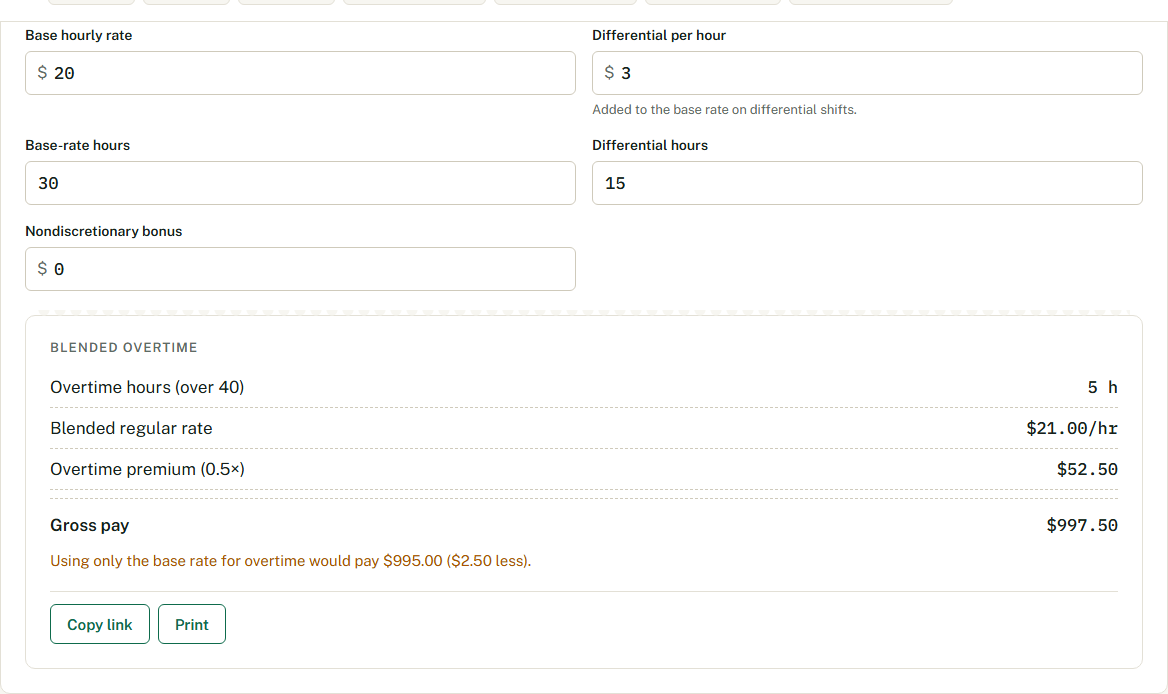 Base hourly rate
Differential per hour
$ 20
$ 3
Added to the base rate on differential shifts.
Base-rate hours
Differential hours
30
15
Nondiscretionary bonus
$ 0
BLENDED OVERTIME
Overtime hours (over 40) 5 h
Blended regular rate $21.00/hr
Overtime premium (0.5×) $52.50
Gross pay $997.50
Using only the base rate for overtime would pay $995.00 ($2.50 less).
Copy link Print